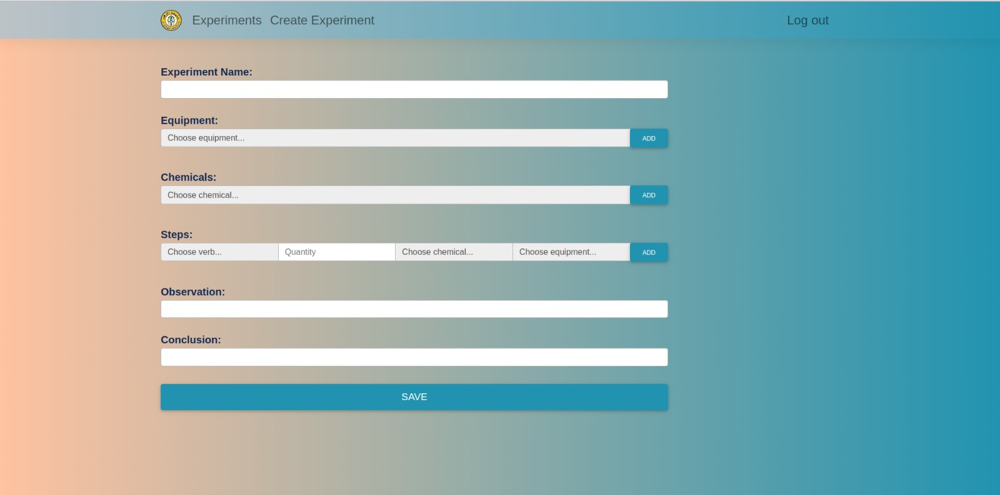 Experiments Create Experiment Log out
Experiment Name:
Equipment:
Choose equipment... ADD
Chemicals:
Choose chemical... ADD
Steps:
Choose verb... Quantity Choose chemical... Choose equipment... ADD
Observation:
Conclusion:
SAVE